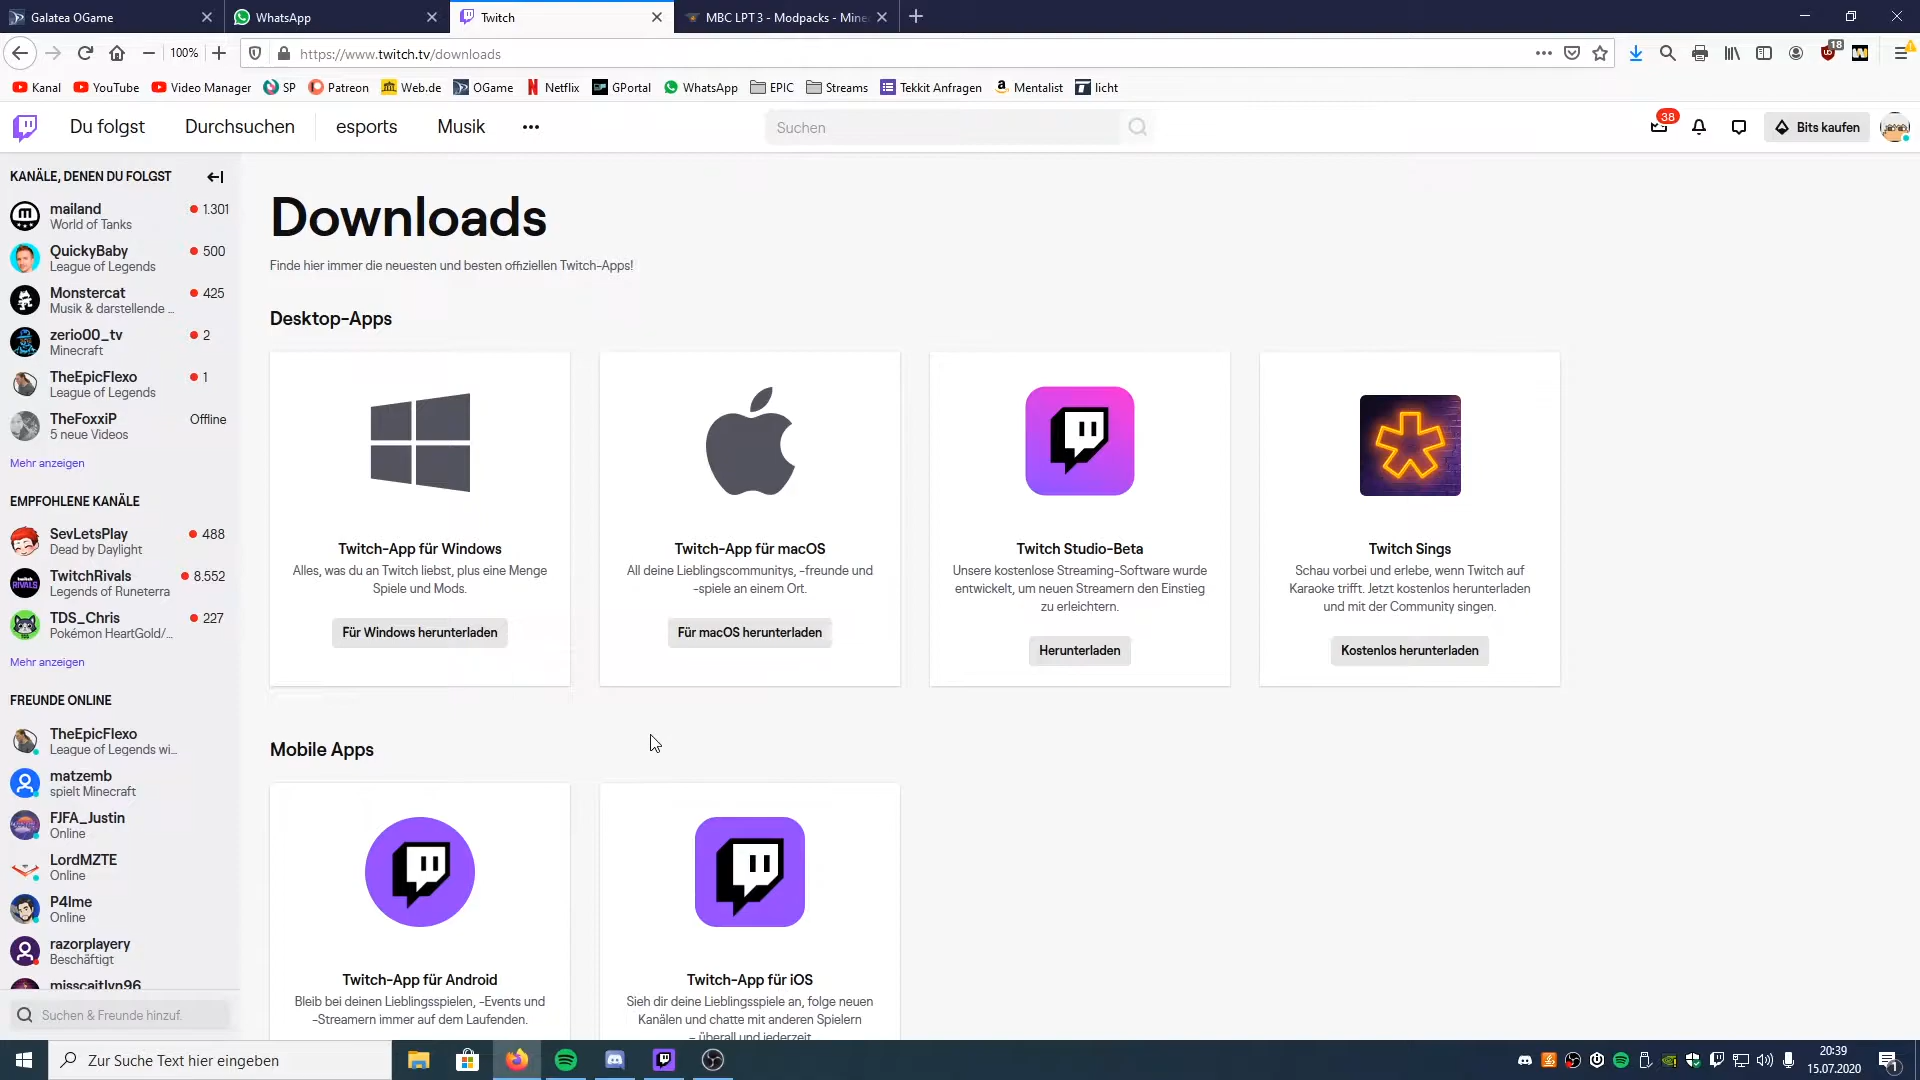 Galatea OGame
WhatsApp
Twitch
MBC LPT 3 - Modpacks - Mine
100%
https://www.twitch.tv/downloads
18
Kanal
YouTube
Video Manager
SP
Patreon
Web.de
OGame
Netflix
GPortal
WhatsApp
EPIC
Streams
Tekkit Anfragen
Mentalist
licht
Du folgst
Durchsuchen
esports
Musik
Suchen
38
Bits kaufen
KANÄLE, DENEN DU FOLGST
mailand
1.301
World of Tanks
QuickyBaby
500
League of Legends
Monstercat
425
Musik & darstellende ...
zerio00_tv
2
Minecraft
TheEpicFlexo
1
League of Legends
TheFoxxiP
Offline
5 neue Videos
Mehr anzeigen
EMPFOHLENE KANÄLE
SevLetsPlay
488
Dead by Daylight
TwitchRivals
8.552
Legends of Runeterra
TDS_Chris
227
Pokémon HeartGold/...
Mehr anzeigen
FREUNDE ONLINE
TheEpicFlexo
League of Legends wi...
matzemb
spielt Minecraft
FJFA_Justin
Online
LordMZTE
Online
P4lme
Online
razorplayery
Beschäftigt
misscaitlyn96
Suchen & Freunde hinzuf.
Downloads
Finde hier immer die neuesten und besten offiziellen Twitch-Apps!
Desktop-Apps
Twitch-App für Windows
Alles, was du an Twitch liebst, plus eine Menge
Spiele und Mods.
Für Windows herunterladen
Twitch-App für macOS
All deine Lieblingscommunitys, -freunde und
-spiele an einem Ort.
Für macOS herunterladen
Twitch Studio-Beta
Unsere kostenlose Streaming-Software wurde
entwickelt, um neuen Streamern den Einstieg
zu erleichtern.
Herunterladen
Twitch Sings
Schau vorbei und erlebe, wenn Twitch auf
Karaoke trifft. Jetzt kostenlos herunterladen
und mit der Community singen.
Kostenlos herunterladen
Mobile Apps
Twitch-App für Android
Bleib bei deinen Lieblingsspielen, -Events und
-Streamern immer auf dem Laufenden.
Twitch-App für iOS
Sieh dir deine Lieblingsspiele an, folge neuen
Kanälen und chatte mit anderen Spielern
– überall und jederzeit.
Zur Suche Text hier eingeben
20:39
15.07.2020
1